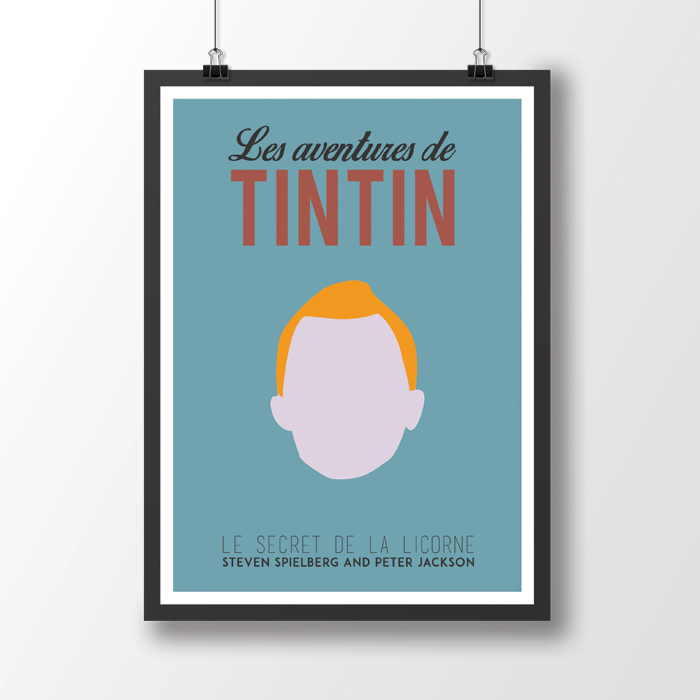 Les aventures de
TINTIN
LE SECRET DE LA LICORNE
STEVEN SPIELBERG AND PETER JACKSON